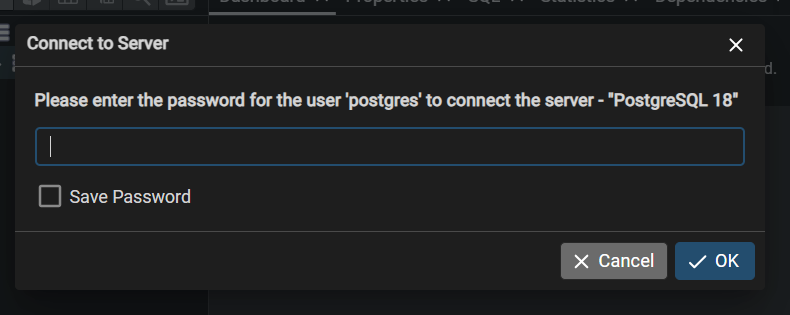 Connect to Server
Please enter the password for the user 'postgres' to connect the server - "PostgreSQL 18"
Save Password
Cancel
OK